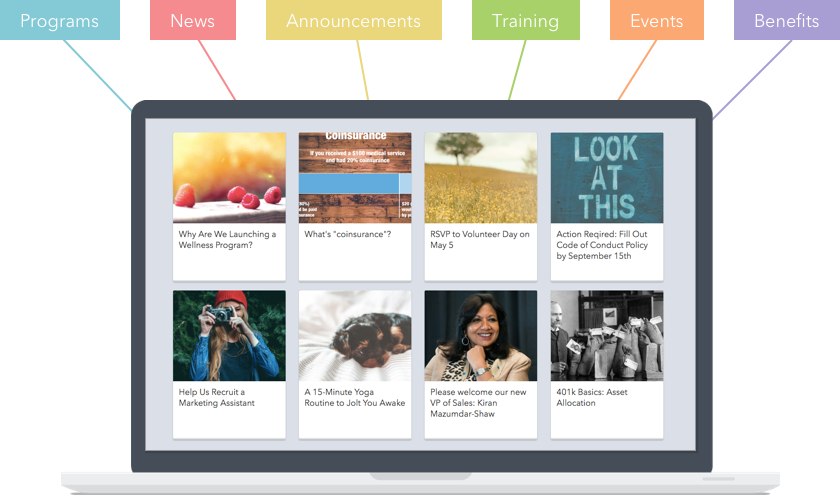 Programs
News
Announcements
Training
Events
Benefits
Coinsurance
If you received a $100 medical service
and had 20% coinsurance
LOOK
AT
THIS
Why Are We Launching a
Wellness Program?
What's "coinsurance"?
RSVP to Volunteer Day on
May 5
Action Reqired: Fill Out
Code of Conduct Policy
by September 15th
Help Us Recruit a
Marketing Assistant
A 15-Minute Yoga
Routine to Jolt You Awake
Please welcome our new
VP of Sales: Kiran
Mazumdar-Shaw
401k Basics: Asset
Allocation